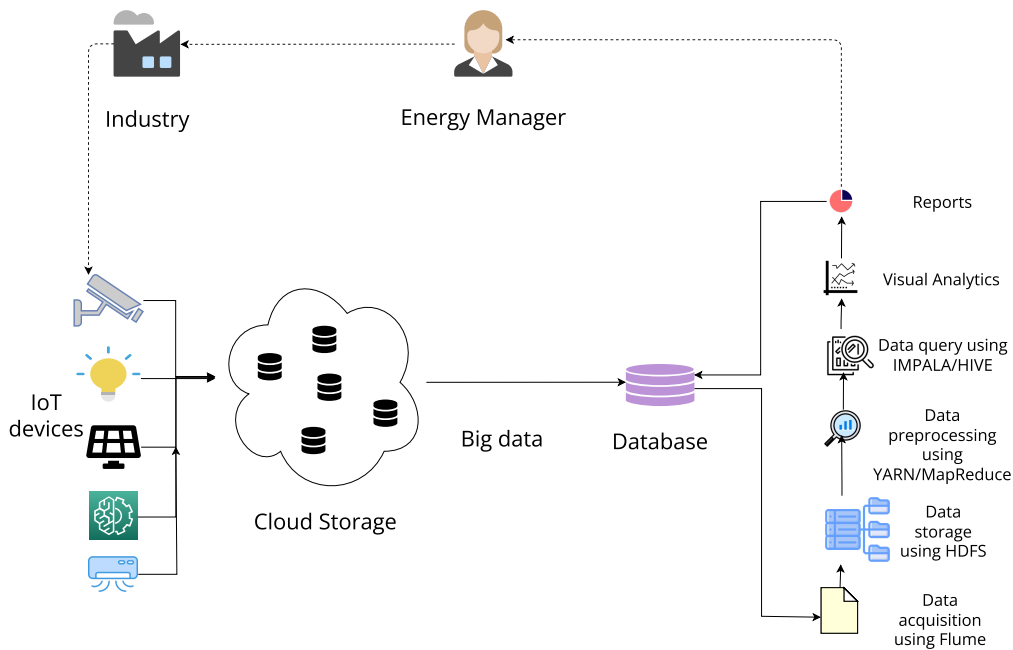 Industry
Energy Manager
Reports
Visual Analytics
Data query using
IMPALA/HIVE
IoT
devices
Data
preprocessing
using
YARN/MapReduce
Big data
Database
Cloud Storage
Data
storage
using HDFS
Data
acquisition
using Flume